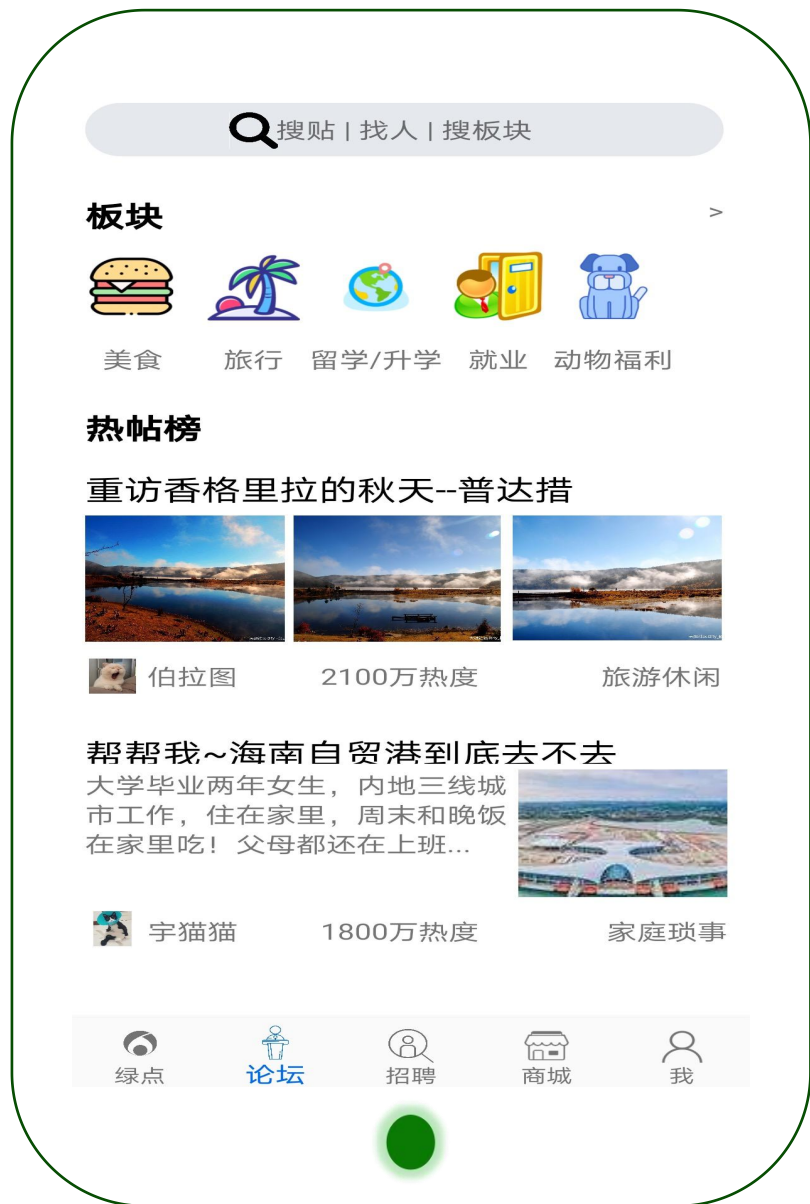 搜贴 | 找人 | 搜板块
板块
>
美食 旅行 留学/升学 就业 动物福利
热帖榜
重访香格里拉的秋天--普达措
伯拉图 2100万热度 旅游休闲
帮帮我~海南自贸港到底去不去
大学毕业两年女生，内地三线城
市工作，住在家里，周末和晚饭
在家里吃！父母都还在上班...
宇猫猫 1800万热度 家庭琐事
绿点 论坛 招聘 商城 我